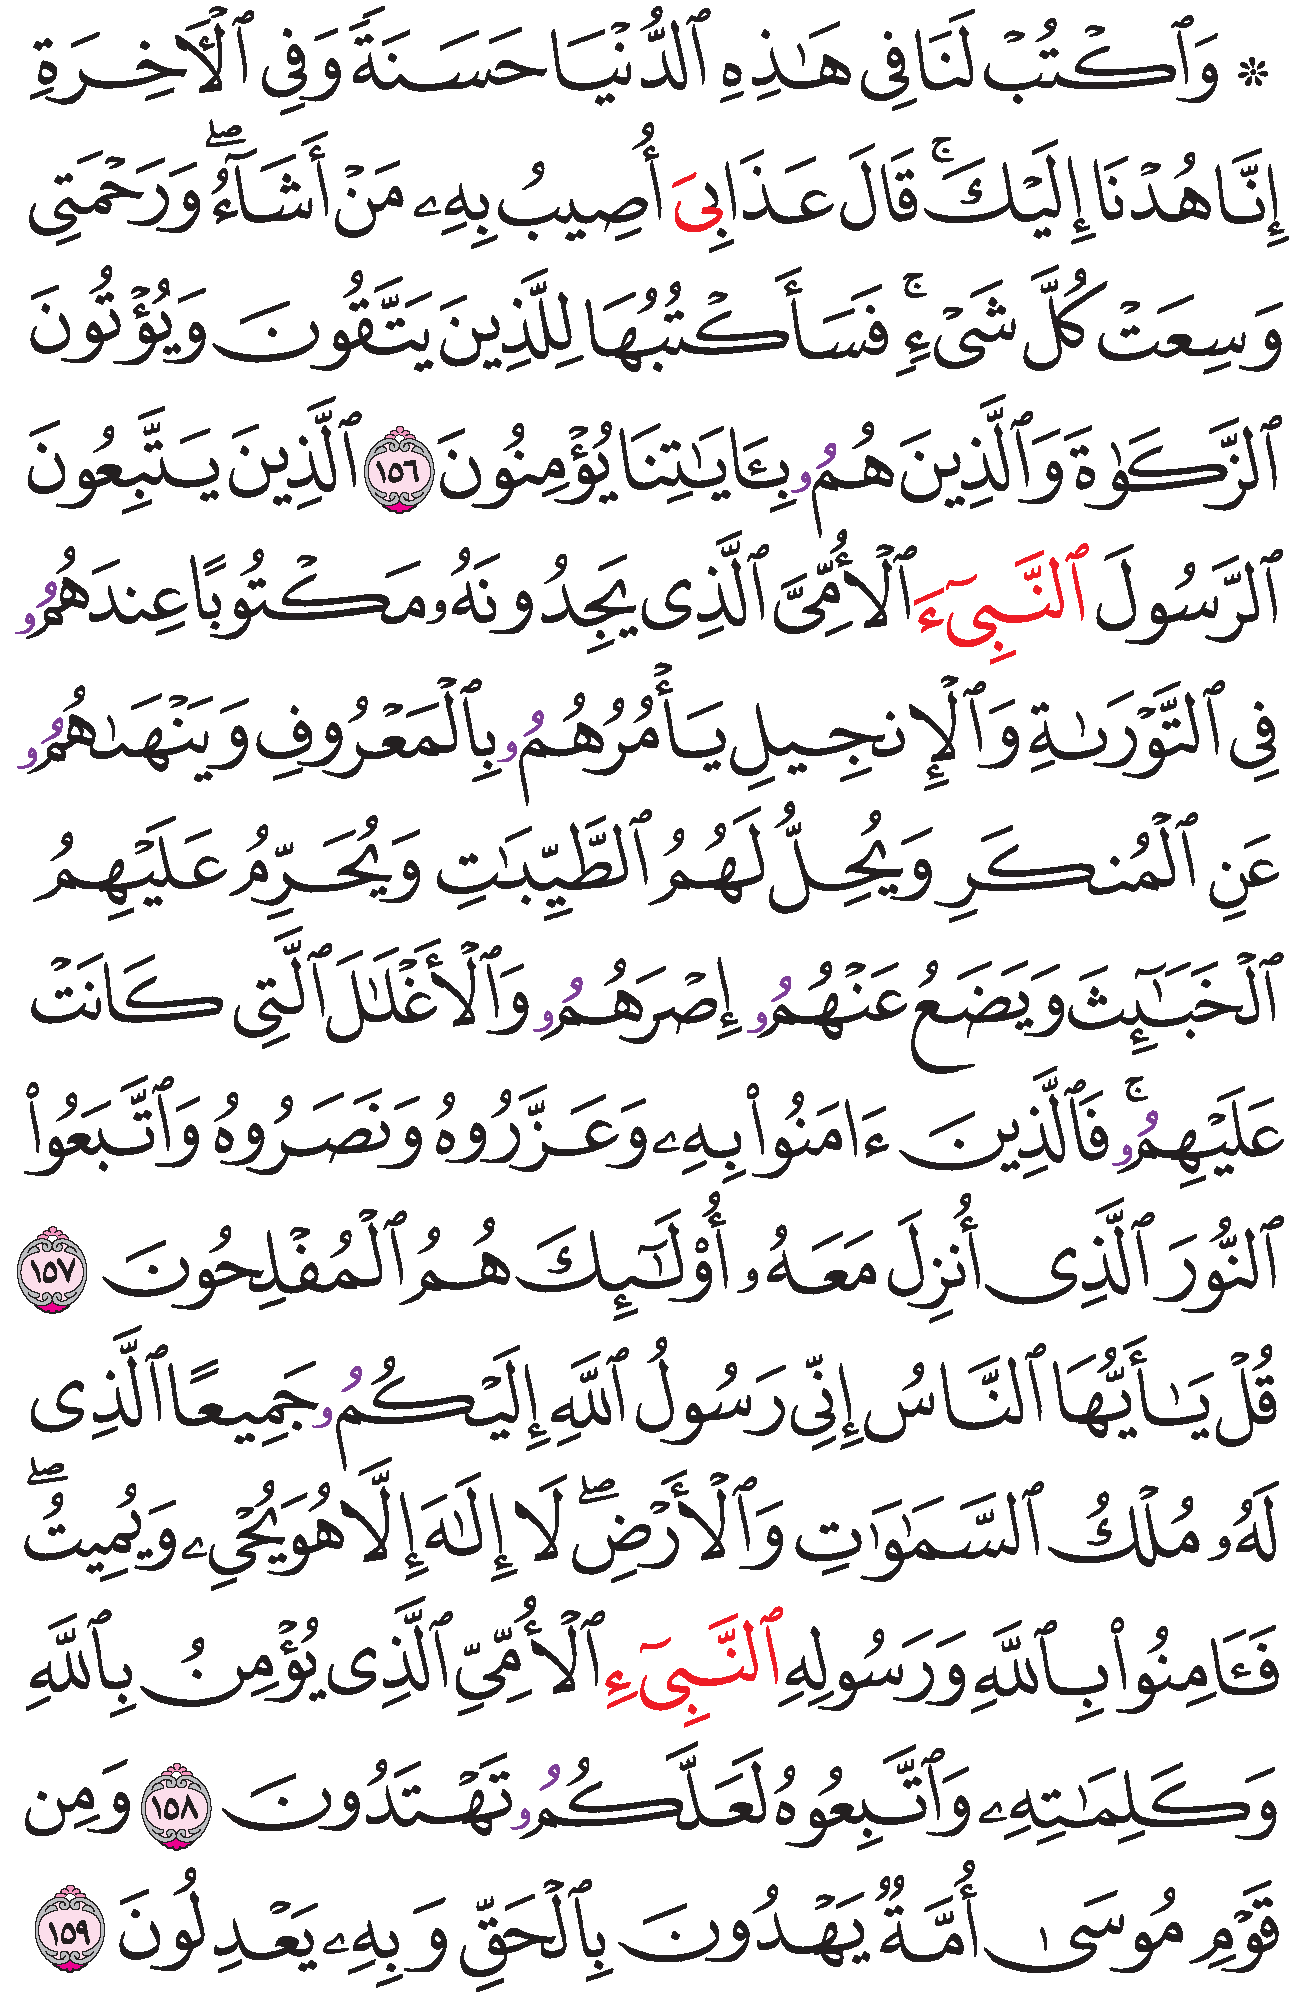 ۞ وَٱكۡتُبۡ لَنَا فِى هَٰذِهِ ٱلدُّنۡيَا حَسَنَةً وَفِى ٱلۡأَخِرَةِ
إِنَّا هُدۡنَا إِلَيۡكَۚ قَالَ عَذَابِىَ أُصِيبُ بِهِۦ مَنۡ أَشَآءُۖ وَرَحۡمَتِى
وَسِعَتۡ كُلَّ شَىۡءٍۚ فَسَأَكۡتُبُهَا لِلَّذِينَ يَتَّقُونَ وَيُؤۡتُونَ
ٱلزَّكَوٰةَ وَٱلَّذِينَ هُمُۥ بِـَٔايَٰتِنَا يُؤۡمِنُونَ ١٥٦ ٱلَّذِينَ يَتَّبِعُونَ
ٱلرَّسُولَ ٱلنَّبِىٓءَ ٱلۡأُمِّىَّ ٱلَّذِى يَجِدُونَهُۥ مَكۡتُوبًا عِندَهُمُۥ
فِى ٱلتَّوۡرَىٰةِ وَٱلۡإِنجِيلِ يَأۡمُرُهُمُۥ بِٱلۡمَعۡرُوفِ وَيَنۡهَىٰهُمُۥ
عَنِ ٱلۡمُنكَرِ وَيُحِلُّ لَهُمُ ٱلطَّيِّبَٰتِ وَيُحَرِّمُ عَلَيۡهِمُ
ٱلۡخَبَٰٓئِثَ وَيَضَعُ عَنۡهُمُۥ إِصۡرَهُمُۥ وَٱلۡأَغۡلَٰلَ ٱلَّتِى كَانَتۡ
عَلَيۡهِمُۥۚ فَٱلَّذِينَ ءَامَنُواْ بِهِۦ وَعَزَّرُوهُ وَنَصَرُوهُ وَٱتَّبَعُواْ
ٱلنُّورَ ٱلَّذِى أُنزِلَ مَعَهُۥ أُوْلَٰٓئِكَ هُمُ ٱلۡمُفۡلِحُونَ ١٥٧
قُلۡ يَٰأَيُّهَا ٱلنَّاسُ إِنِّى رَسُولُ ٱللَّهِ إِلَيۡكُمُۥ جَمِيعًا ٱلَّذِى
لَهُۥ مُلۡكُ ٱلسَّمَٰوَٰتِ وَٱلۡأَرۡضِۖ لَا إِلَٰهَ إِلَّا هُوَ يُحۡىِۦ وَيُمِيتُۖ
فَـَٔامِنُواْ بِٱللَّهِ وَرَسُولِهِ ٱلنَّبِىٓءِ ٱلۡأُمِّىِّ ٱلَّذِى يُؤۡمِنُ بِٱللَّهِ
وَكَلِمَٰتِهِۦ وَٱتَّبِعُوهُ لَعَلَّكُمُۥ تَهۡتَدُونَ ١٥٨ وَمِن
قَوۡمِ مُوسَىٰ أُمَّةٌ يَهۡدُونَ بِٱلۡحَقِّ وَبِهِۦ يَعۡدِلُونَ ١٥٩